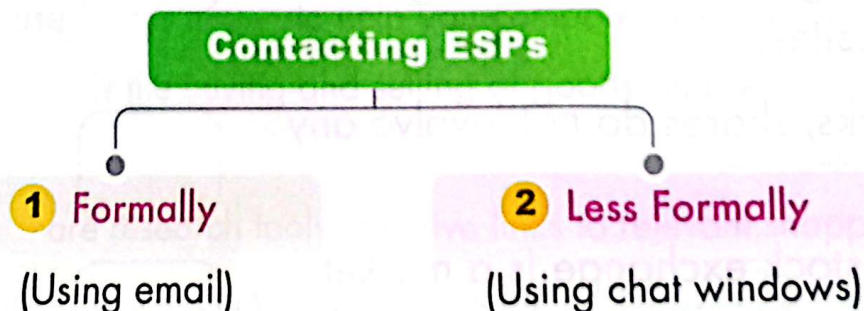 Contacting ESPs
1 Formally
2 Less Formally
(Using email)
(Using chat windows)